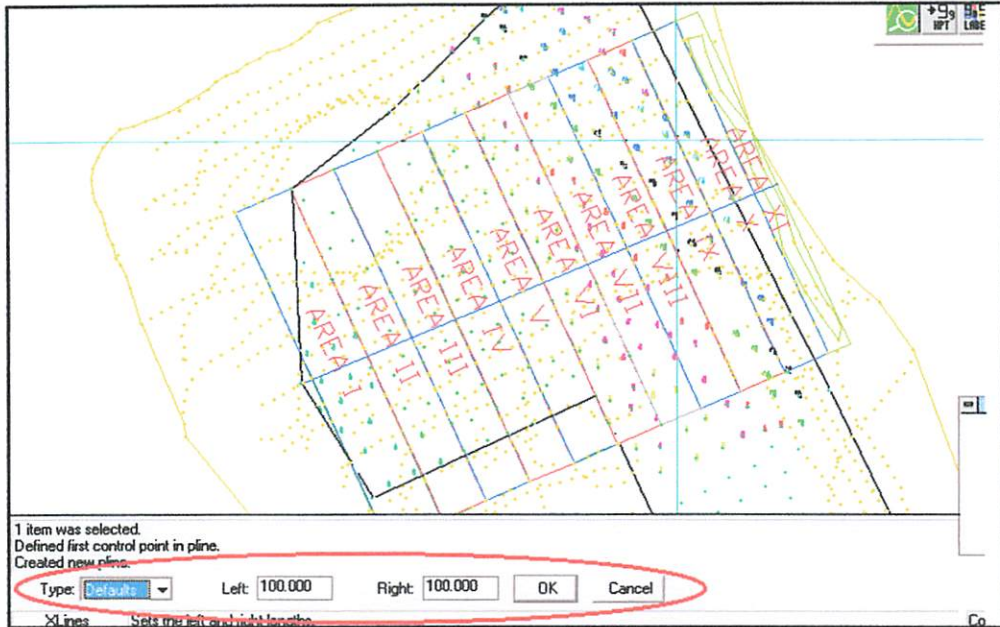 HPT
AREA I
AREA II
AREA III
AREA IV
AREA V
AREA VI
AREA VII
AREA VIII
AREA IX
AREA X
AREA XI
1 item was selected.
Defined first control point in pline.
Created new pline.
Type: Defaults Left: 100.000 Right: 100.000 OK Cancel
XLines Sets the left and right lengths. Co